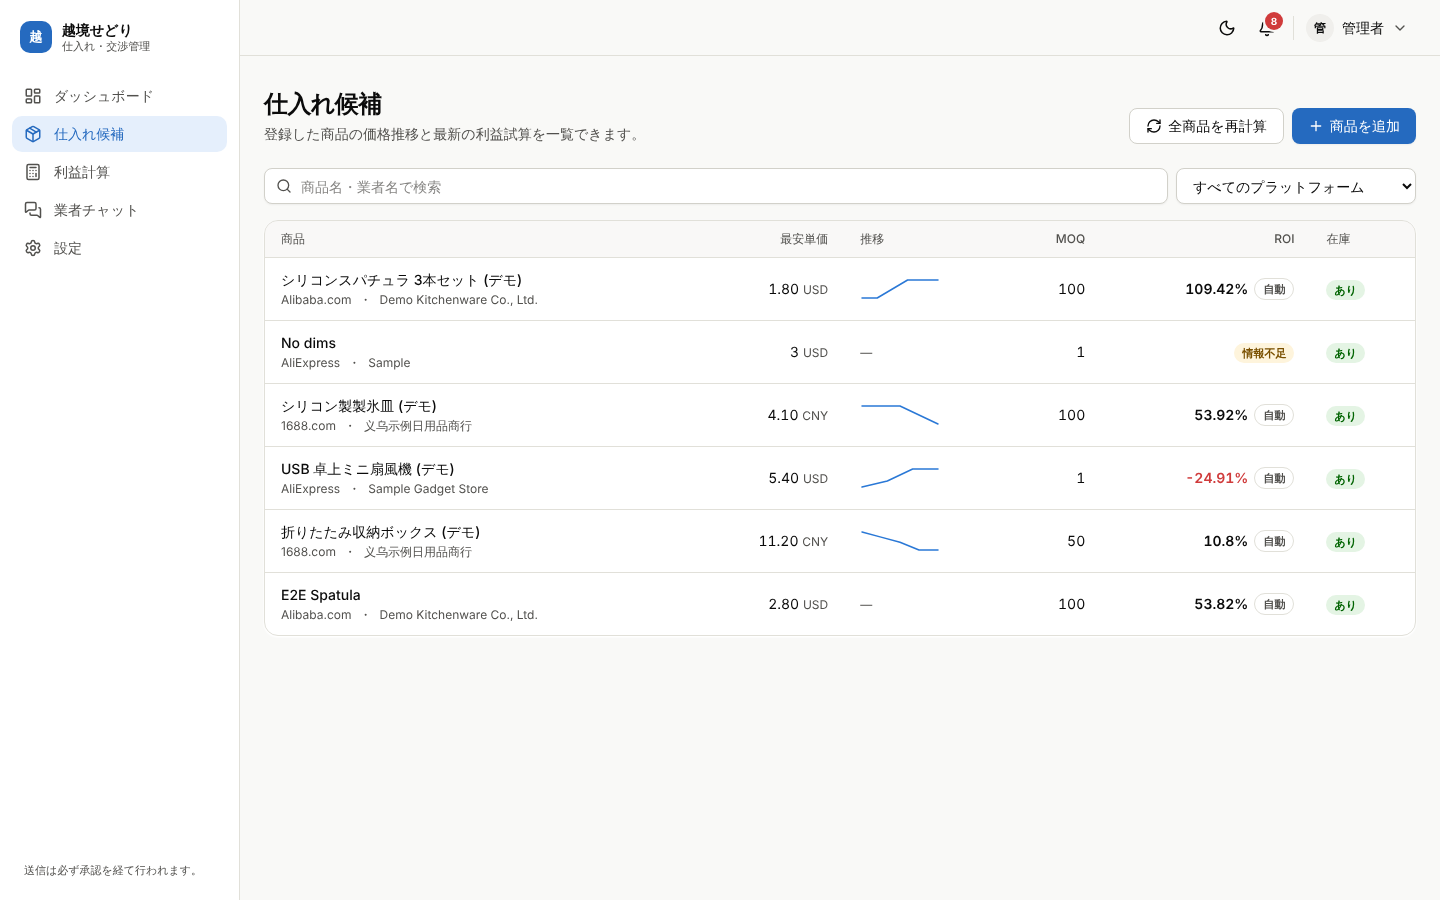 越
越境せどり
仕入れ・交渉管理
ダッシュボード
仕入れ候補
利益計算
業者チャット
設定
送信は必ず承認を経て行われます。
8
管
管理者
仕入れ候補
登録した商品の価格推移と最新の利益試算を一覧できます。
全商品を再計算
商品を追加
商品名・業者名で検索
すべてのプラットフォーム
商品 最安単価 推移 MOQ ROI 在庫
シリコンスパチュラ 3本セット (デモ)
Alibaba.com ・ Demo Kitchenware Co., Ltd.
1.80 USD 100 109.42% 自動 あり
No dims
AliExpress ・ Sample
3 USD — 1 情報不足 あり
シリコン製製氷皿 (デモ)
1688.com ・ 义乌示例日用品商行
4.10 CNY 100 53.92% 自動 あり
USB 卓上ミニ扇風機 (デモ)
AliExpress ・ Sample Gadget Store
5.40 USD 1 -24.91% 自動 あり
折りたたみ収納ボックス (デモ)
1688.com ・ 义乌示例日用品商行
11.20 CNY 50 10.8% 自動 あり
E2E Spatula
Alibaba.com ・ Demo Kitchenware Co., Ltd.
2.80 USD — 100 53.82% 自動 あり